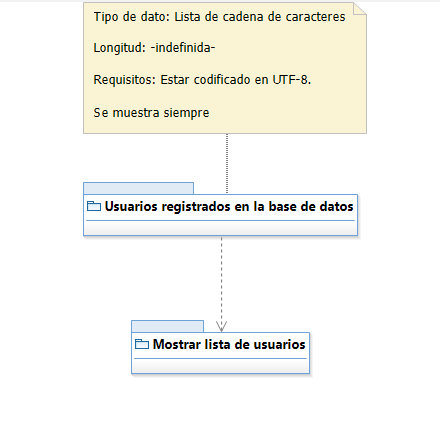 Tipo de dato: Lista de cadena de caracteres
Longitud: -indefinida-
Requisitos: Estar codificado en UTF-8.
Se muestra siempre
Usuarios registrados en la base de datos
Mostrar lista de usuarios